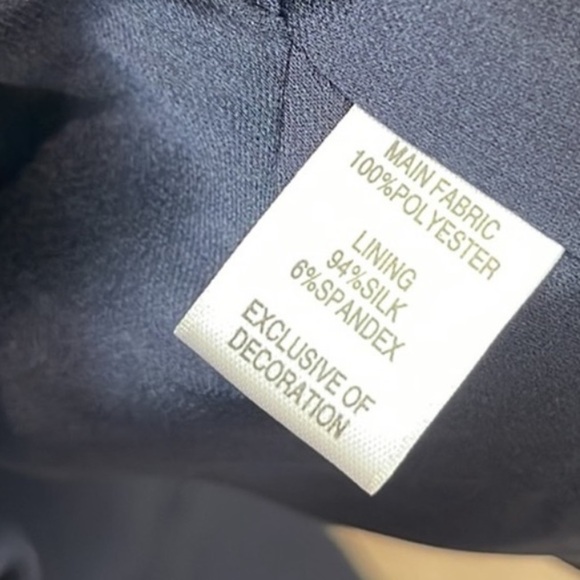 MAIN FABRIC
100%POLYESTER
LINING
94%SILK
6%SPANDEX
EXCLUSIVE OF
DECORATION